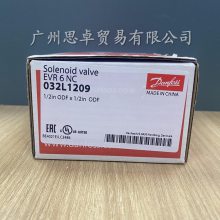 广州思卓贸易有限公司
Solenoid valve
EVR 6 NC
032L1209
1/2in ODF x 1/2in ODF
Danfoss
MADE IN CHINA
EAC